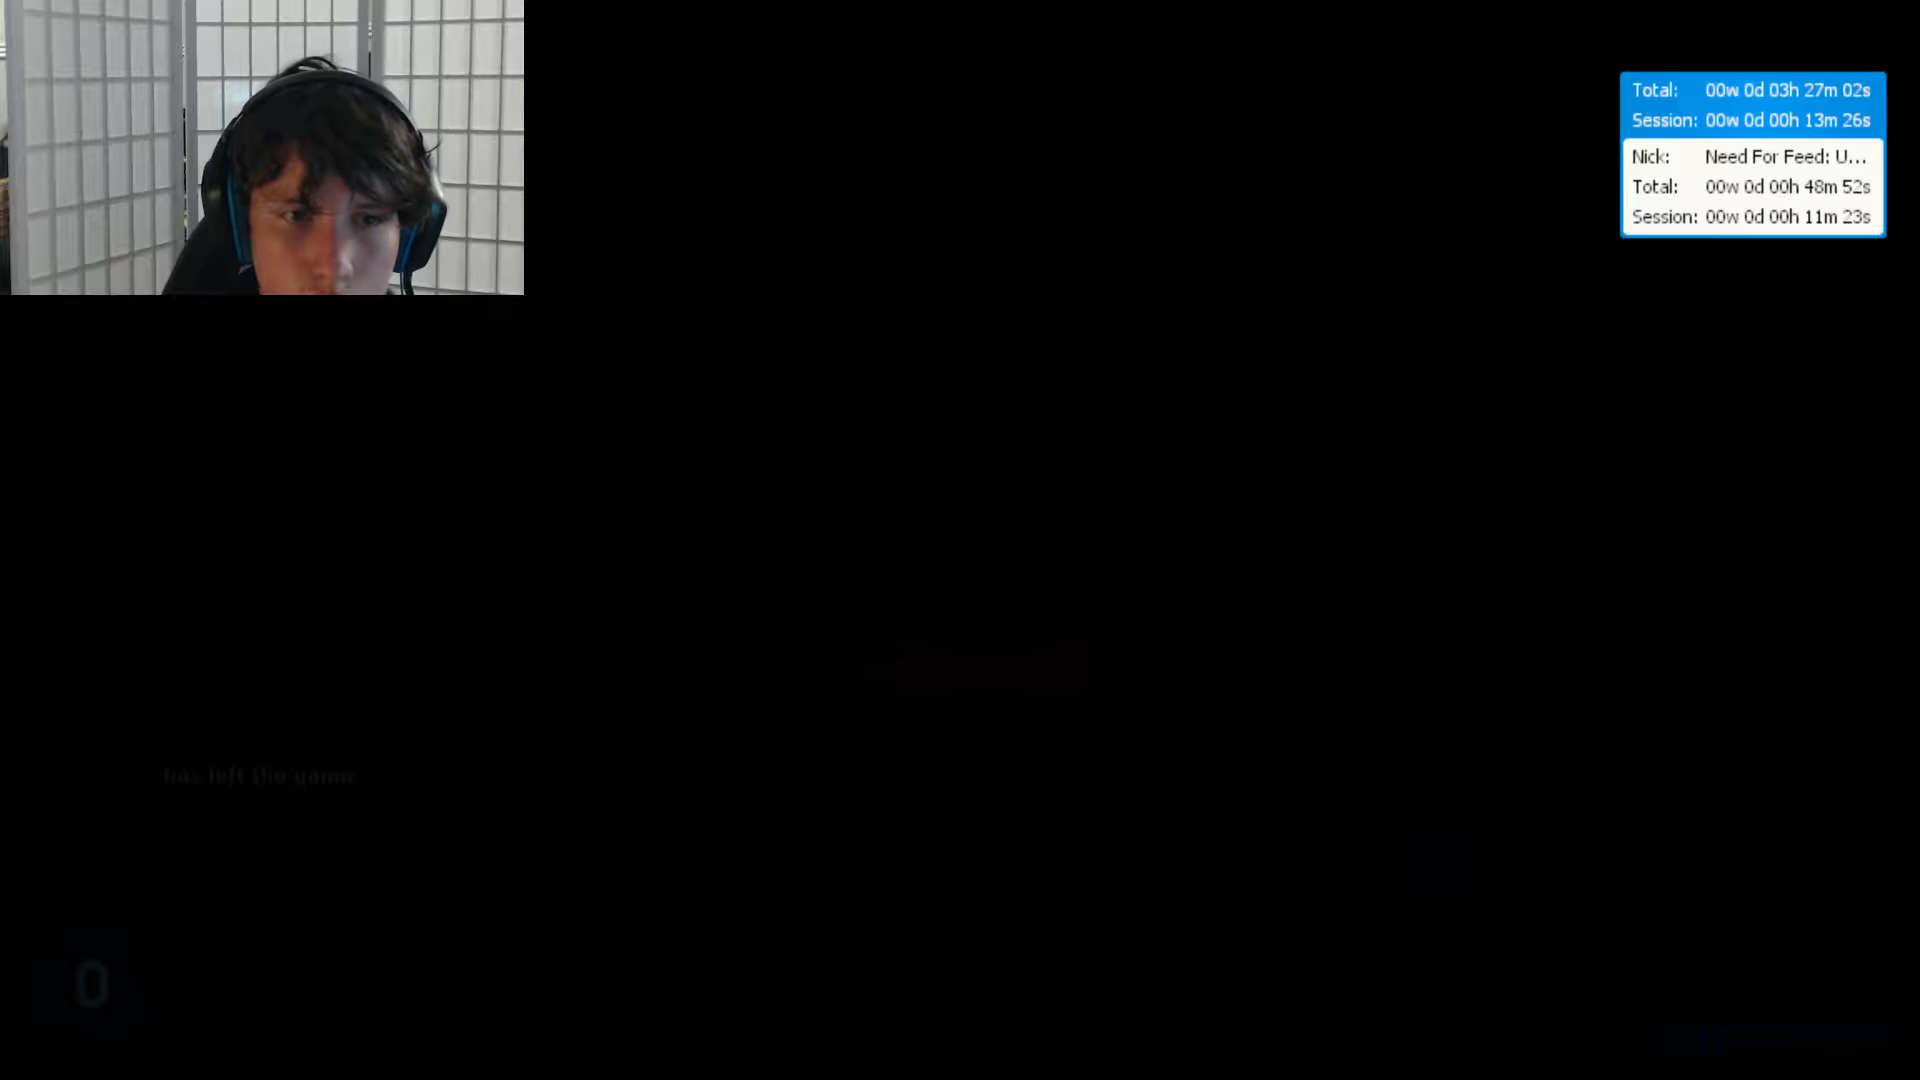 Total: 00w 0d 03h 27m 02s
Session: 00w 0d 00h 13m 26s
Nick: Need For Feed: U...
Total: 00w 0d 00h 48m 52s
Session: 00w 0d 00h 11m 23s
has left the game
0